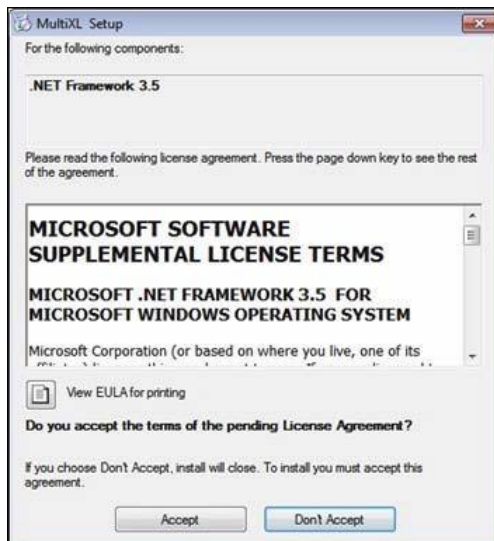 MultiXL Setup
For the following components:
.NET Framework 3.5
Please read the following license agreement. Press the page down key to see the rest
of the agreement.
MICROSOFT SOFTWARE
SUPPLEMENTAL LICENSE TERMS
MICROSOFT .NET FRAMEWORK 3.5 FOR
MICROSOFT WINDOWS OPERATING SYSTEM
Microsoft Corporation (or based on where you live, one of its
View EULA for printing
Do you accept the terms of the pending License Agreement?
If you choose Don't Accept, install will close. To install you must accept this
agreement.
Accept
Don't Accept